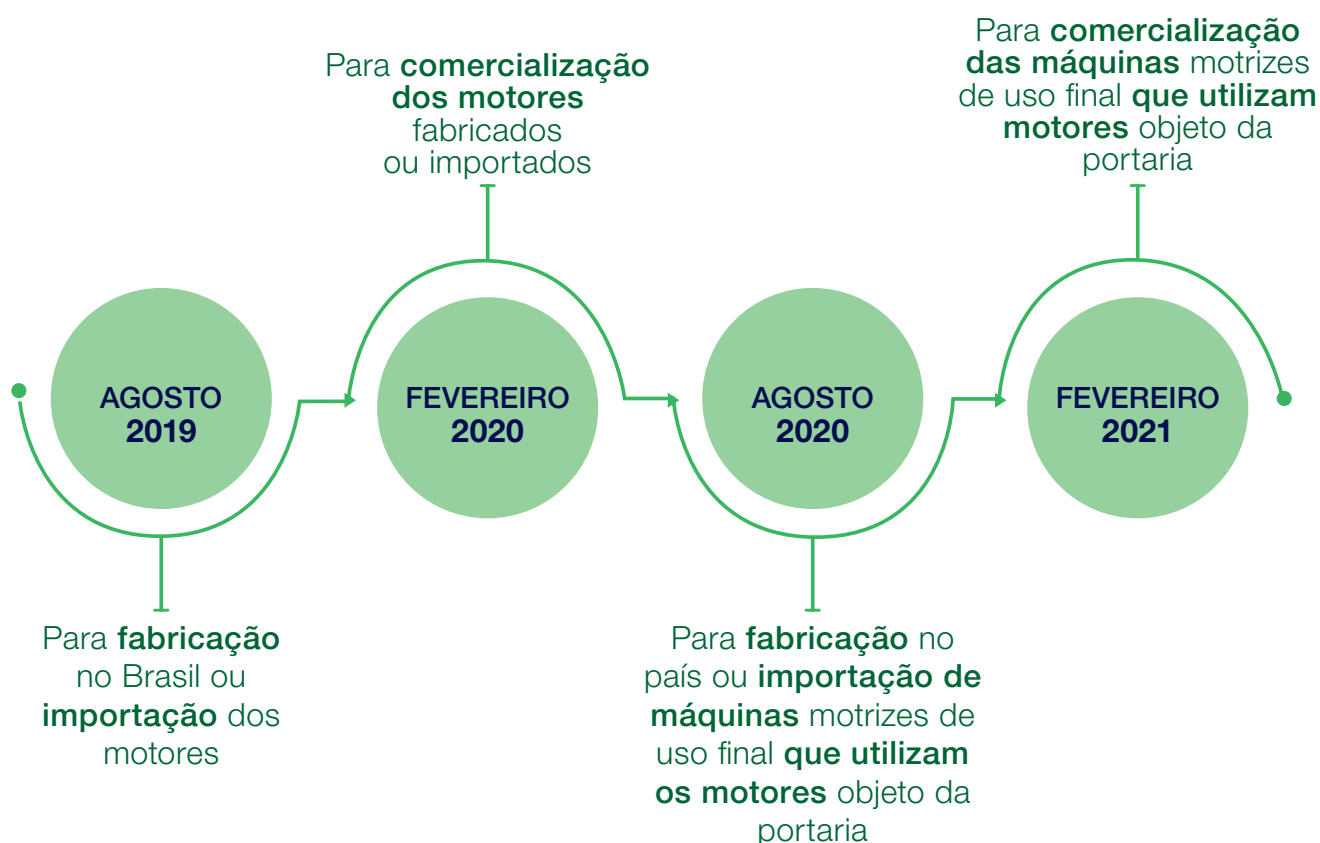 Para comercialização
dos motores
fabricados
ou importados
Para comercialização
das máquinas motrizes
de uso final que utilizam
motores objeto da
portaria
AGOSTO
2019
FEVEREIRO
2020
AGOSTO
2020
FEVEREIRO
2021
Para fabricação
no Brasil ou
importação dos
motores
Para fabricação no
país ou importação de
máquinas motrizes de
uso final que utilizam
os motores objeto da
portaria